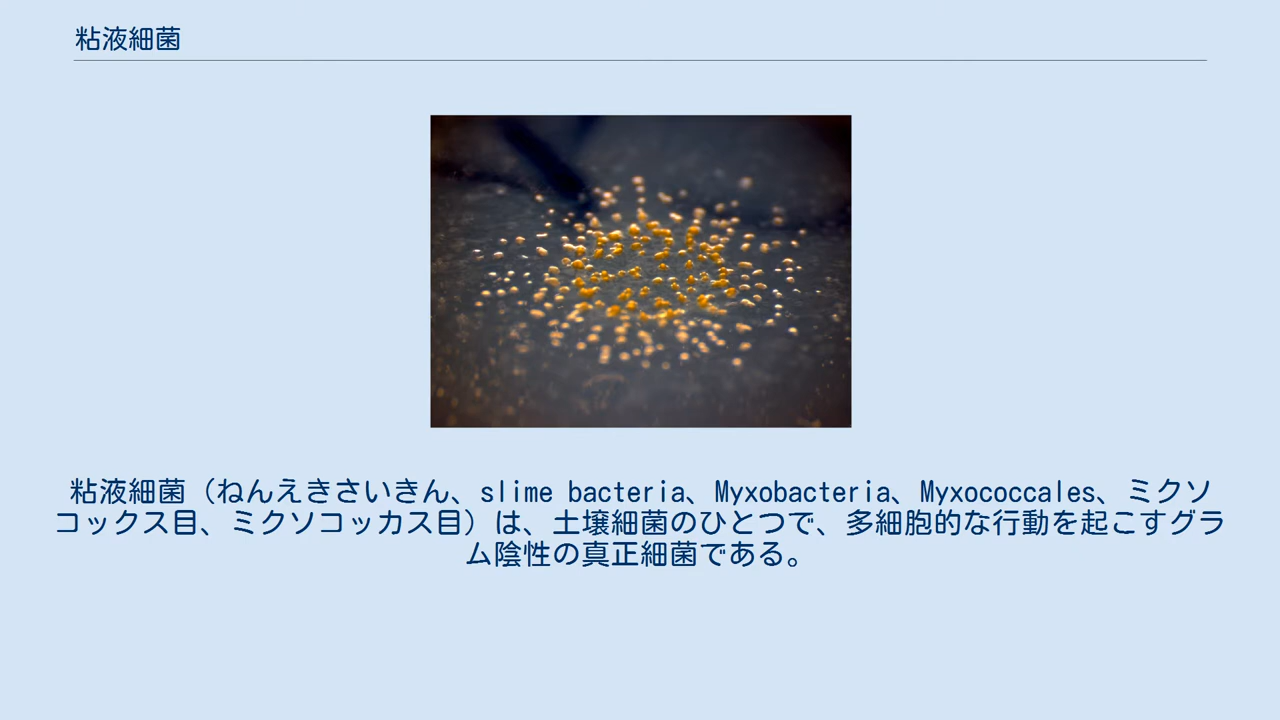 粘液細菌
粘液細菌（ねんえきさいきん、slime bacteria、Myxobacteria、Myxococcales、ミクソ
コックス目、ミクソコッカス目）は、土壌細菌のひとつで、多細胞的な行動を起こすグラ
ム陰性の真正細菌である。